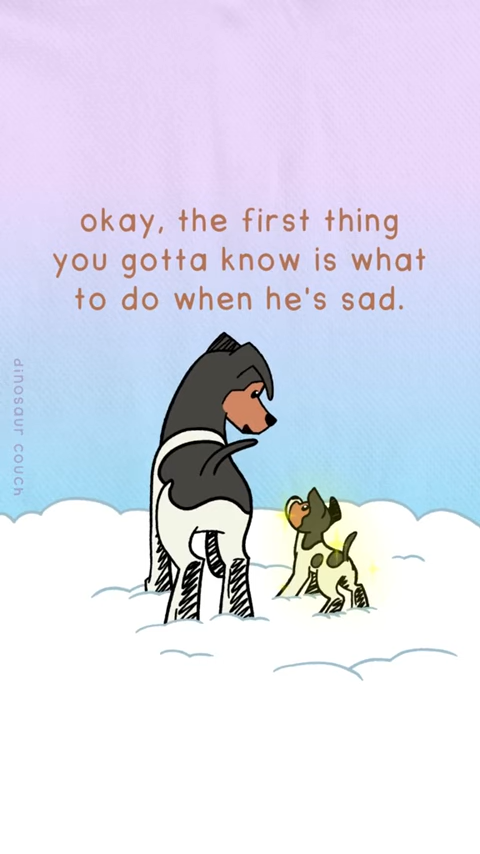 okay, the first thing
you gotta know is what
to do when he's sad.
dinosaur couch